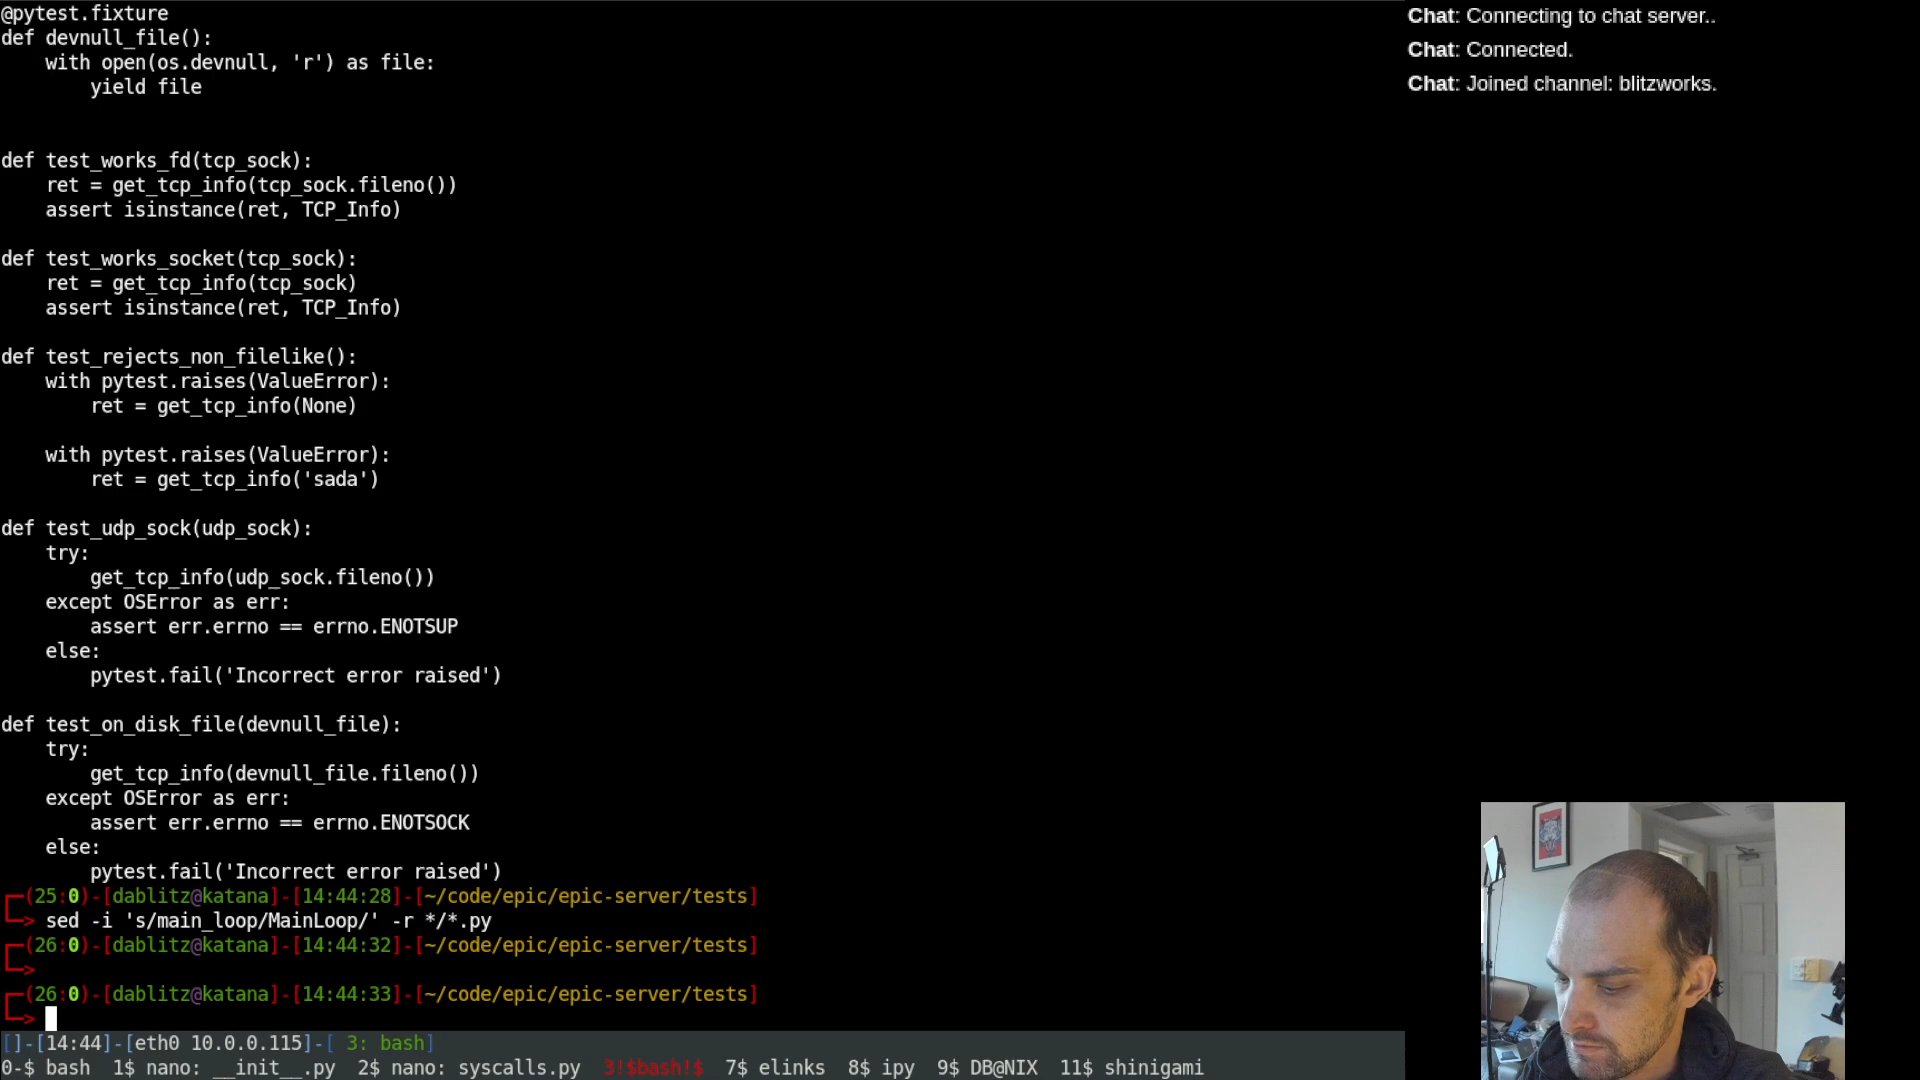 @pytest.fixture
def devnull_file():
    with open(os.devnull, 'r') as file:
        yield file
def test_works_fd(tcp_sock):
    ret = get_tcp_info(tcp_sock.fileno())
    assert isinstance(ret, TCP_Info)
def test_works_socket(tcp_sock):
    ret = get_tcp_info(tcp_sock)
    assert isinstance(ret, TCP_Info)
def test_rejects_non_filelike():
    with pytest.raises(ValueError):
        ret = get_tcp_info(None)
    with pytest.raises(ValueError):
        ret = get_tcp_info('sada')
def test_udp_sock(udp_sock):
    try:
        get_tcp_info(udp_sock.fileno())
    except OSError as err:
        assert err.errno == errno.ENOTSUP
    else:
        pytest.fail('Incorrect error raised')
def test_on_disk_file(devnull_file):
    try:
        get_tcp_info(devnull_file.fileno())
    except OSError as err:
        assert err.errno == errno.ENOTSOCK
    else:
        pytest.fail('Incorrect error raised')
(25:0)-[dablitz@katana]-[14:44:28]-[~/code/epic/epic-server/tests]
> sed -i 's/main_loop/MainLoop/' -r */*.py
(26:0)-[dablitz@katana]-[14:44:32]-[~/code/epic/epic-server/tests]
>
(26:0)-[dablitz@katana]-[14:44:33]-[~/code/epic/epic-server/tests]
>
[]-[14:44]-[eth0 10.0.0.115]-[ 3: bash]
0-$ bash  1$ nano: __init__.py  2$ nano: syscalls.py  3!$bash!$  7$ elinks  8$ ipy  9$ DB@NIX  11$ shinigami
Chat: Connecting to chat server..
Chat: Connected.
Chat: Joined channel: blitzworks.